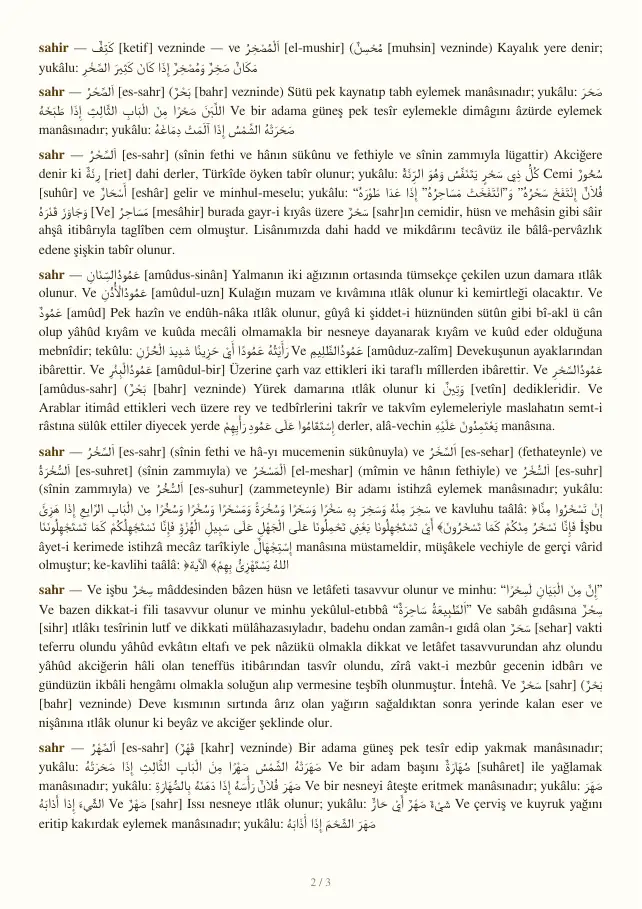 sahir — كَتِفٌ [ketif] vezninde — ve اَلْمُصْخِرُ [el-mushir] (مُحْسِنٌ [muhsin] vezninde) Kayalık yere denir;
yukâlu: مَكَانٌ صَخِرٌ وَمُصْخِرٌ إِذَا كَانَ كَثِيرَ الصَّخْرِ
sahr — اَلصَّحْرُ [es-sahr] (بَحْرٌ [bahr] vezninde) Sütü pek kaynatıp tabh eylemek manâsınadır; yukâlu: صَحَرَ
اللَّبَنَ صَحْرًا مِنَ الْبَابِ الثَّالِثِ إِذَا طَبَخَهُ Ve bir adama güneş pek tesîr eylemekle dimâgını âzürde eylemek
manâsınadır; yukâlu: صَحَرَتْهُ الشَّمْسُ إِذَا آلَمَتْ دِمَاغَهُ
sahr — اَلسَّحْرُ [es-sahr] (sînin fethi ve hânın sükûnu ve fethiyle ve sînin zammıyla lügattir) Akciğere
denir ki رِئَةٌ [riet] dahi derler, Türkîde öyken tabîr olunur; yukâlu: كُلُّ ذِي سَحْرٍ يَتَنَفَّسُ وَهُوَ الرِّئَةُ Cemi سُحُورٌ
[suhûr] ve أَسْحَارٌ [eshâr] gelir ve minhul-meselu; yukâlu: “فُلاَنٌ إِنْتَفَخَ سَحْرُهُ” و“انْتَفَخَتْ مَسَاحِرُهُ” إِذَا عَدَا طَوْرَهُ
وَجَاوَزَ قَدْرَهُ [Ve] مَسَاحِرُ [mesâhir] burada gayr-i kıyâs üzere سَحْرٌ [sahr]ın cemidir, hüsn ve mehâsin gibi sâir
ahşâ itibârıyla taglîben cem olmuştur. Lisânımızda dahi hadd ve mikdârını tecâvüz ile bâlâ-pervâzlık
edene şişkin tabîr olunur.
sahr — عَمُودُالسِّنَانِ [amûdus-sinân] Yalmanın iki ağızının ortasında tümsekçe çekilen uzun damara ıtlâk
olunur. Ve عَمُودُالْأُذُنِ [amûdul-uzn] Kulağın muzam ve kıvâmına ıtlâk olunur ki kemirtleği olacaktır. Ve
عَمُودٌ [amûd] Pek hazîn ve endûh-nâka ıtlâk olunur, gûyâ ki şiddet-i hüznünden sütûn gibi bî-akl ü cân
olup yâhûd kıyâm ve kuûda mecâli olmamakla bir nesneye dayanarak kıyâm ve kuûd eder olduğuna
mebnîdir; tekûlu: رَأَيْتُهُ عَمُودًا أَيْ حَزِينًا شَدِيدَ الْحُزْنِ Ve عَمُودُالظَّلِيمِ [amûduz-zalîm] Devekuşunun ayaklarından
ibârettir. Ve عَمُودُالْبِئْرِ [amûdul-bir] Üzerine çarh vaz ettikleri iki taraflı mîllerden ibârettir. Ve عَمُودُالسَّحْرِ
[amûdus-sahr] (بَحْرٌ [bahr] vezninde) Yürek damarına ıtlâk olunur ki وَتِينٌ [vetîn] dedikleridir. Ve
Arablar itimâd ettikleri vech üzere rey ve tedbîrlerini takrîr ve takvîm eylemeleriyle maslahatın semt-i
râstına sülûk ettiler diyecek yerde إِسْتَقَامُوا عَلَى عَمُودِ رَأْيِهِمْ derler, alâ-vechin يَعْتَمِدُونَ عَلَيْهِ manâsına.
sahr — اَلسَّخْرُ [es-sahr] (sînin fethi ve hâ-yı mucemenin sükûnuyla) ve اَلسَّخَرُ [es-sehar] (fethateynle) ve
اَلسُّخْرَةُ [es-suhret] (sînin zammıyla) ve اَلْمَسْخَرُ [el-meshar] (mîmin ve hânın fethiyle) ve اَلسُّخْرُ [es-suhr]
(sînin zammıyla) ve اَلسُّخُرُ [es-suhur] (zammeteynle) Bir adamı istihzâ eylemek manâsınadır; yukâlu:
سَخِرَ مِنْهُ وَسَخِرَ بِهِ سَخْرًا وَسَخَرًا وَسُخْرَةً وَمَسْخَرًا وَسُخْرًا وَسُخُرًا مِنَ الْبَابِ الرَّابِعِ إِذَا هَزِئَ ve kavluhu taâlâ: ﴿إِنْ تَسْخَرُوا مِنَّا
فَإِنَّا نَسْخَرُ مِنْكُمْ كَمَا تَسْخَرُونَ﴾ أَيْ تَسْتَجْهِلُونَا يَعْنِي تَحْمِلُونَا عَلَى الْجَهْلِ عَلَى سَبِيلِ الْهُزْؤِ فَإِنَّا نَسْتَجْهِلُكُمْ كَمَا تَسْتَجْهِلُونَنَا İşbu
âyet-i kerimede istihzâ mecâz tarîkiyle إِسْتِجْهَالٌ manâsına müstameldir, müşâkele vechiyle de gerçi vârid
olmuştur; ke-kavlihi taâlâ: ﴿اللهُ يَسْتَهْزِئُ بِهِمْ﴾ الآية
sahr — Ve işbu سِحْرٌ mâddesinden bâzen hüsn ve letâfeti tasavvur olunur ve minhu: “إِنَّ مِنَ الْبَيَانِ لَسِحْرًا”
Ve bazen dikkat-i fili tasavvur olunur ve minhu yekûlul-etıbbâ “اَلطَّبِيعَةُ سَاحِرَةٌ” Ve sabâh gıdâsına سِحْرٌ
[sihr] ıtlâkı tesîrinin lutf ve dikkati mülâhazasıyladır, badehu ondan zamân-ı gıdâ olan سَحَرٌ [sehar] vakti
teferru olundu yâhûd evkâtın eltafı ve pek nâzükü olmakla dikkat ve letâfet tasavvurundan ahz olundu
yâhûd akciğerin hâli olan teneffüs itibârından tasvîr olundu, zîrâ vakt-i mezbûr gecenin idbârı ve
gündüzün ikbâli hengâmı olmakla soluğun alıp vermesine teşbîh olunmuştur. İntehâ. Ve سَحْرٌ [sahr] (بَحْرٌ
[bahr] vezninde) Deve kısmının sırtında ârız olan yağırın sağaldıktan sonra yerinde kalan eser ve
nişânına ıtlâk olunur ki beyâz ve akciğer şeklinde olur.
sahr — اَلصَّهْرُ [es-sahr] (قَهْرٌ [kahr] vezninde) Bir adama güneş pek tesîr edip yakmak manâsınadır;
yukâlu: صَهَرَتْهُ الشَّمْسُ صَهْرًا مِنَ الْبَابِ الثَّالِثِ إِذَا صَحَرَتْهُ Ve bir adam başını صُهَارَةٌ [suhâret] ile yağlamak
manâsınadır; yukâlu: صَهَرَ فُلاَنٌ رَأْسَهُ إِذَا دَهَنَهُ بِالصُّهَارَةِ Ve bir nesneyi âteşte eritmek manâsınadır; yukâlu: صَهَرَ
الشَّيْءَ إِذَا أَذَابَهُ Ve صَهْرٌ [sahr] Issı nesneye ıtlâk olunur; yukâlu: شَيْءٌ صَهْرٌ أَيْ حَارٌّ Ve çerviş ve kuyruk yağını
eritip kakırdak eylemek manâsınadır; yukâlu: صَهَرَ الشَّحْمَ إِذَا أَذَابَهُ
2 / 3